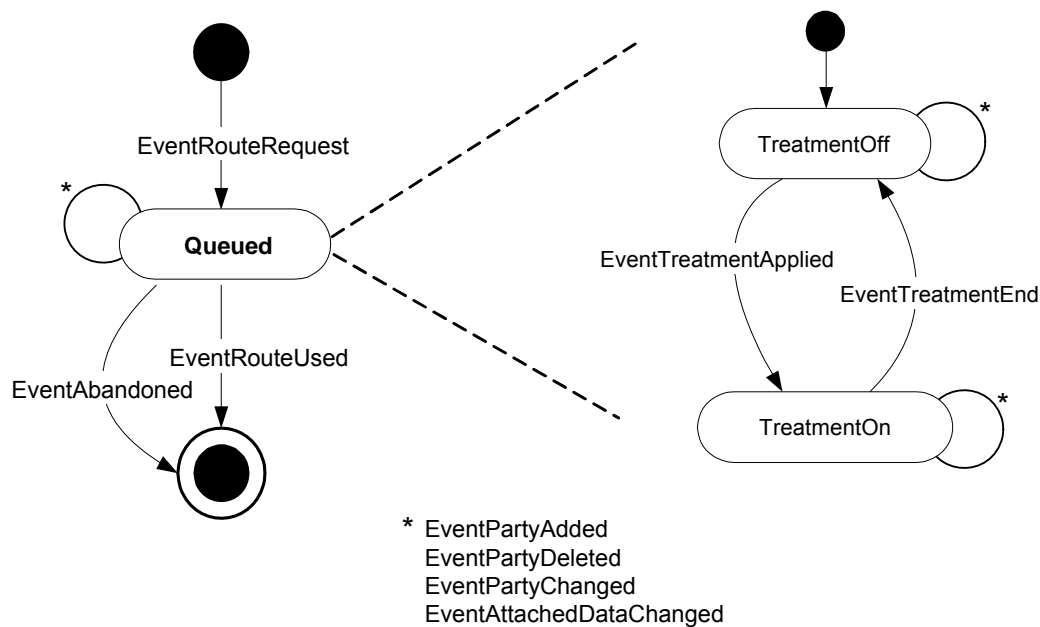 EventRouteRequest
*
Queued
EventRouteUsed
EventAbandoned
*
TreatmentOff
EventTreatmentApplied
EventTreatmentEnd
*
TreatmentOn
* EventPartyAdded
EventPartyDeleted
EventPartyChanged
EventAttachedDataChanged